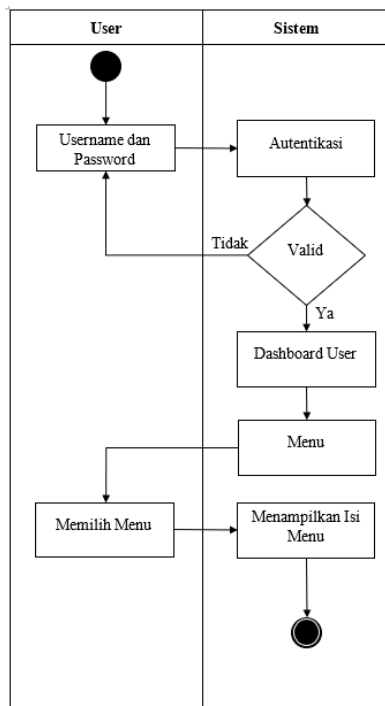 User
Sistem
Username dan
Password
Autentikasi
Tidak
Valid
Ya
Dashboard User
Menu
Memilih Menu
Menampilkan Isi
Menu